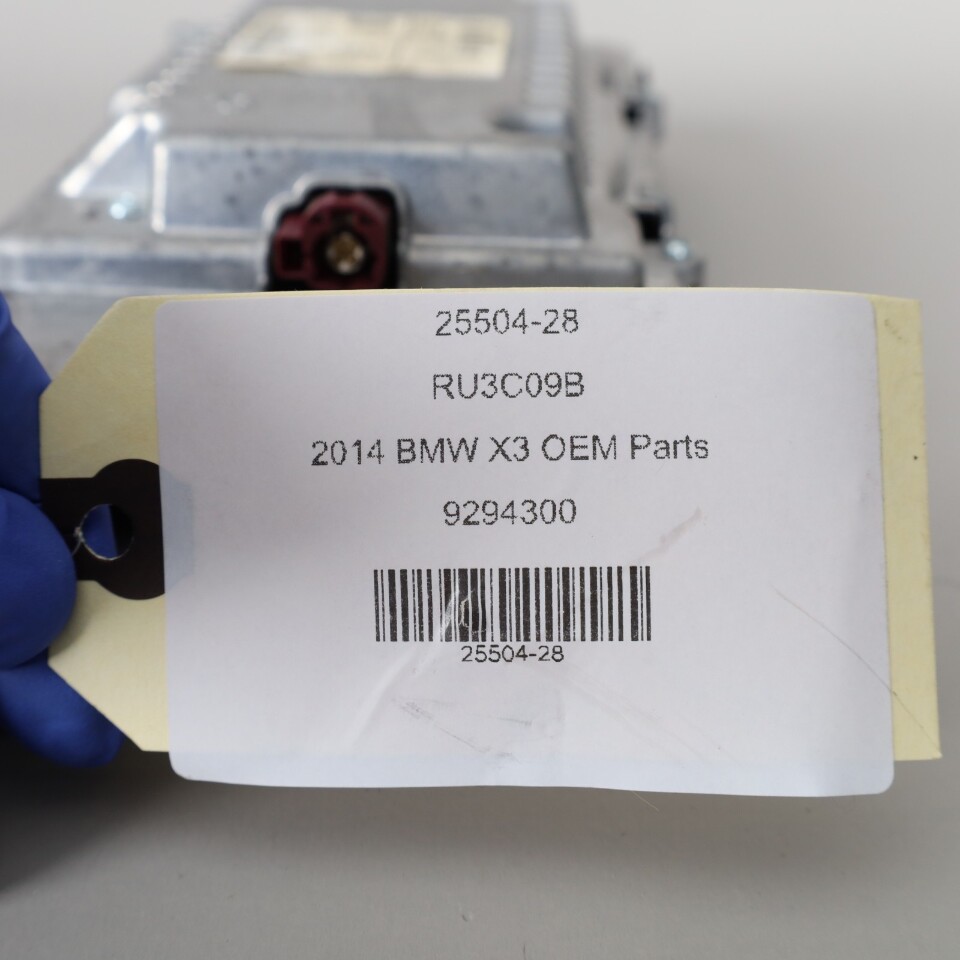 25504-28
RU3C09B
2014 BMW X3 OEM Parts
9294300
25504-28